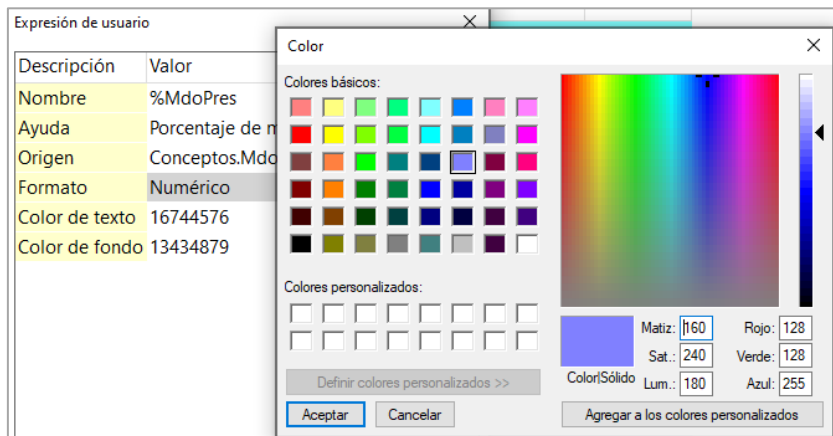 Expresión de usuario
Descripción Valor
Nombre %MdoPres
Ayuda Porcentaje de m
Origen Conceptos.Mdo
Formato Numérico
Color de texto 16744576
Color de fondo 13434879
Color
Colores básicos:
Colores personalizados:
Definir colores personalizados >>
Aceptar Cancelar
Color|Sólido
Matiz: 160 Rojo: 128
Sat.: 240 Verde: 128
Lum.: 180 Azul: 255
Agregar a los colores personalizados